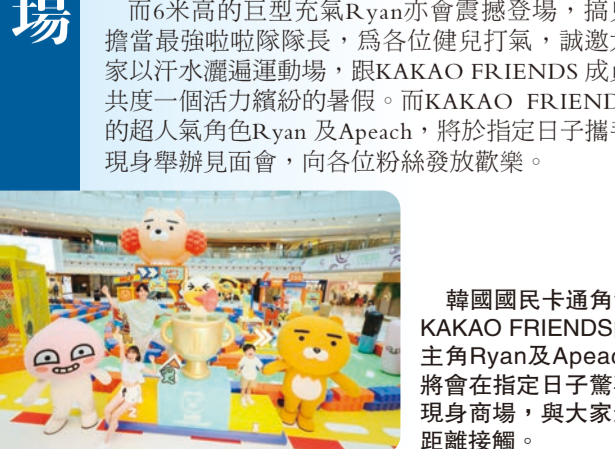 場
而6米高的巨型充氣Ryan亦會震撼登場，搞
擔當最強啦啦隊隊長，為各位健兒打氣，誠邀
家以汗水灑遍運動場，跟KAKAO FRIENDS 成
共度一個活力繽紛的暑假。而KAKAO FRIEND
的超人氣角色Ryan 及Apeach，將於指定日子攜
現身舉辦見面會，向各位粉絲發放歡樂。
韓國國民卡通角
KAKAO FRIENDS
主角Ryan及Apeac
將會在指定日子驚
現身商場，與大家
距離接觸。